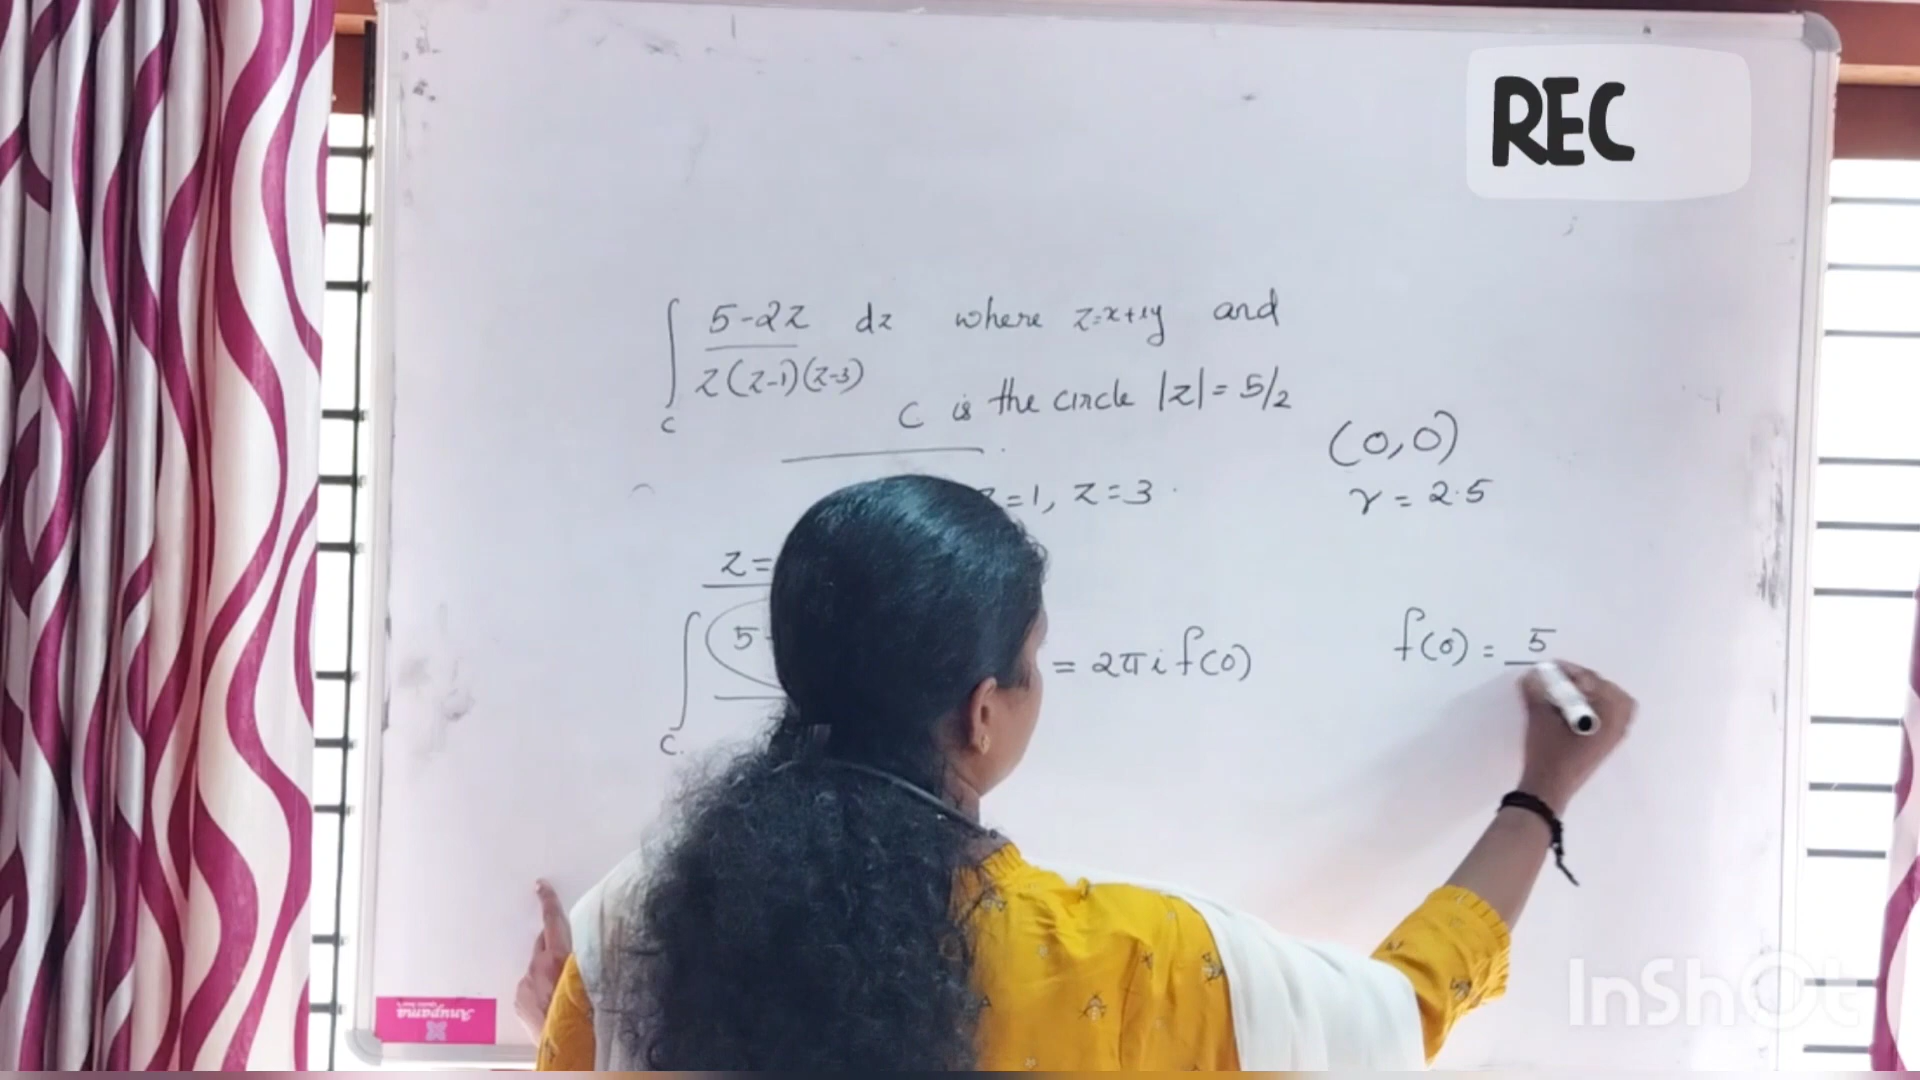 REC
∫ 5-2z dz where z=x+iy and
z(z-1)(z-3)
C
C is the circle |z| = 5/2
(0,0)
=1, z=3
r = 2.5
z=
∫ 5-
= 2πi f(0)
f(0) = 5
C.
Anupama
InShot